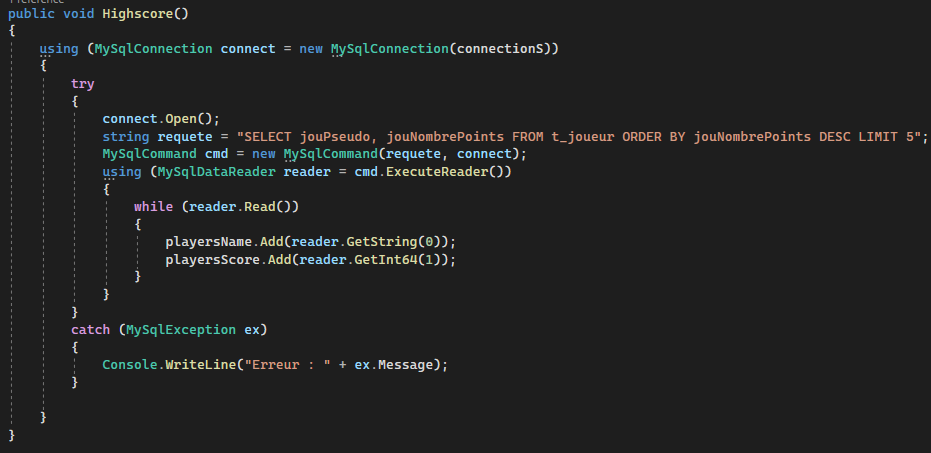 public void Highscore()
{
using (MySqlConnection connect = new MySqlConnection(connectionS))
{
try
{
connect.Open();
string requete = "SELECT jouPseudo, jouNombrePoints FROM t_joueur ORDER BY jouNombrePoints DESC LIMIT 5";
MySqlCommand cmd = new MySqlCommand(requete, connect);
using (MySqlDataReader reader = cmd.ExecuteReader())
{
while (reader.Read())
{
playersName.Add(reader.GetString(0));
playersScore.Add(reader.GetInt64(1));
}
}
}
catch (MySqlException ex)
{
Console.WriteLine("Erreur : " + ex.Message);
}
}
}